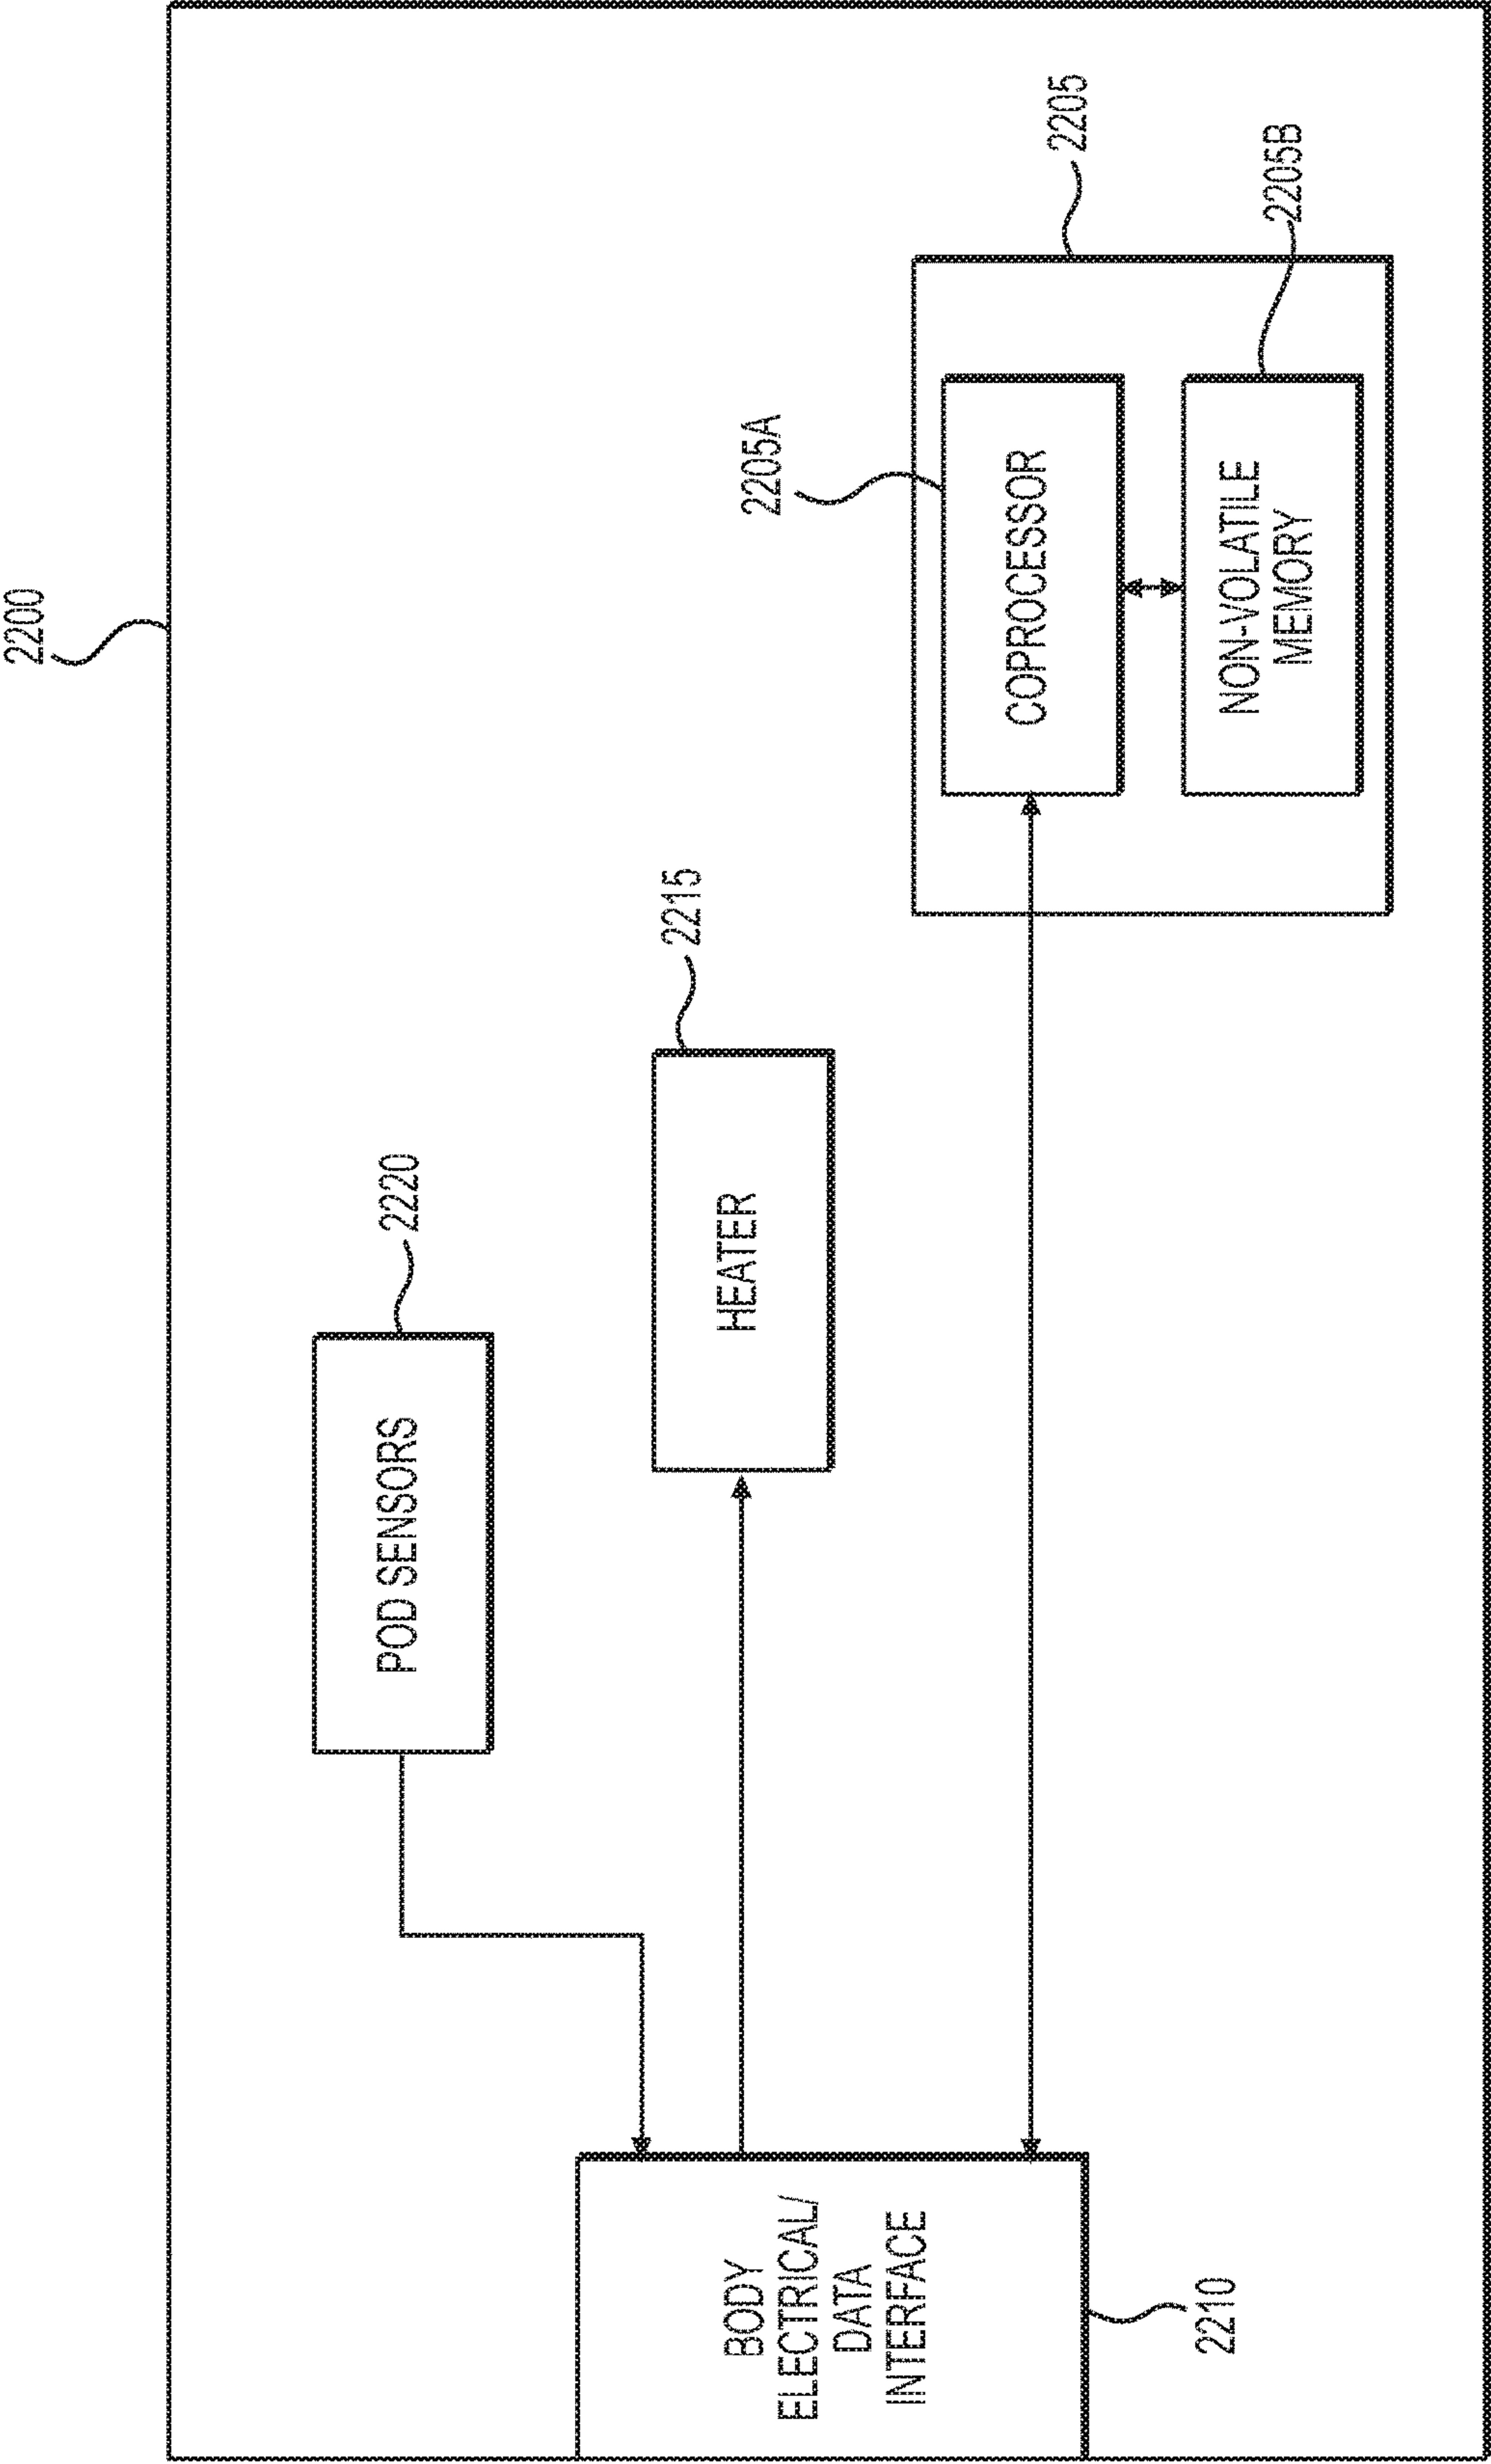 2200
2220
POD SENSORS
2215
HEATER
2205
2205A
COPROCESSOR
2205B
NON-VOLATILE
MEMORY
BODY
ELECTRICAL/
DATA
INTERFACE
2210